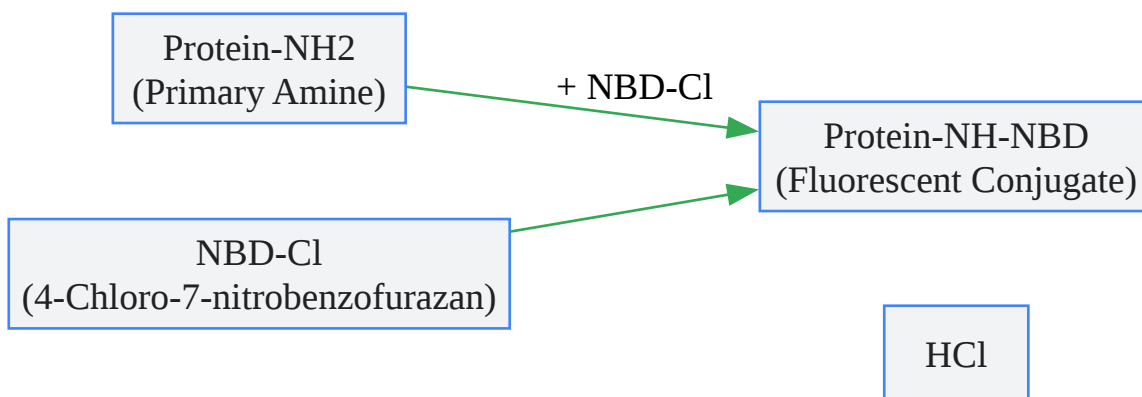 Protein-NH2
(Primary Amine)
+ NBD-Cl
Protein-NH-NBD
(Fluorescent Conjugate)
NBD-Cl
(4-Chloro-7-nitrobenzofurazan)
HCl